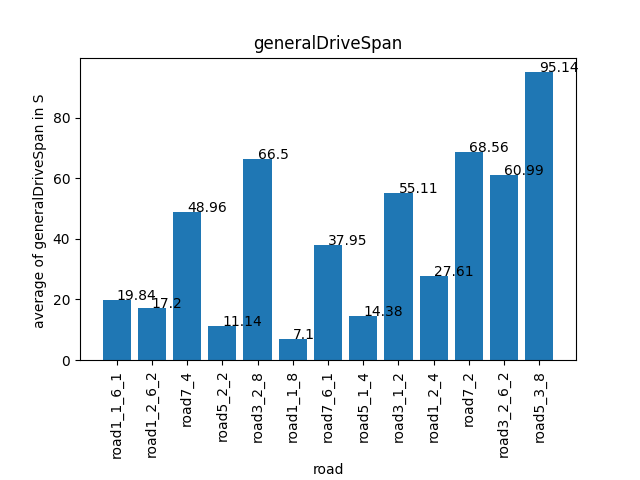 generalDriveSpan
average of generalDriveSpan in S
80
60
40
20
0
19.84
17.2
48.96
11.14
66.5
7.1
37.95
14.38
55.11
27.61
68.56
60.99
95.14
road1_1_6_1
road1_2_6_2
road7_4
road5_2_2
road3_2_8
road1_1_8
road7_6_1
road5_1_4
road3_1_2
road1_2_4
road7_2
road3_2_6_2
road5_3_8
road